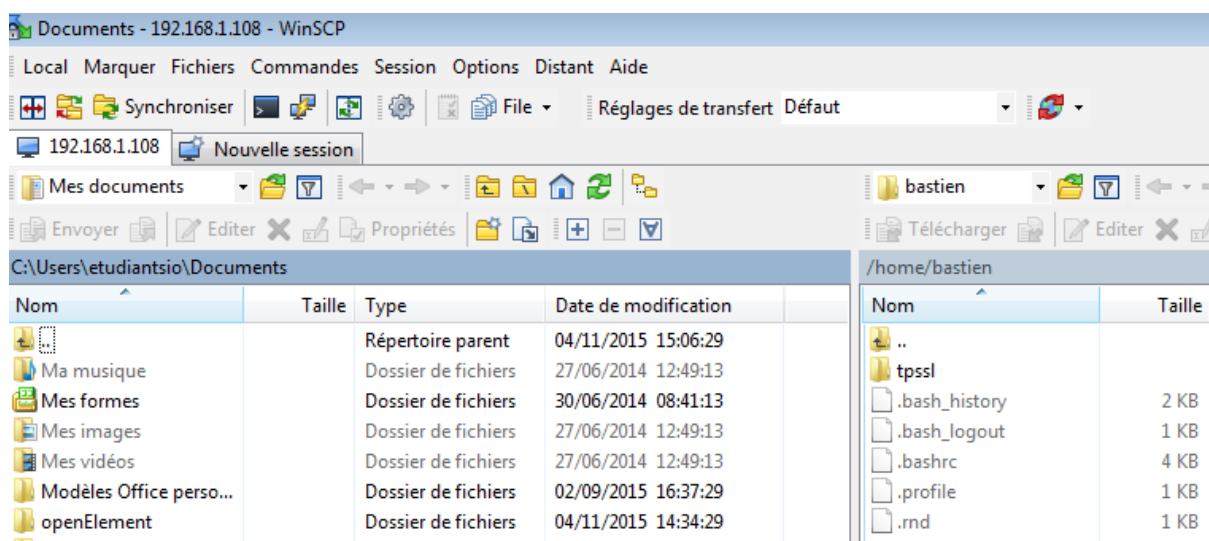 Documents - 192.168.1.108 - WinSCP
Local Marquer Fichiers Commandes Session Options Distant Aide
Synchroniser File Réglages de transfert Défaut
192.168.1.108 Nouvelle session
Mes documents bastien
Envoyer Editer Propriétés Télécharger Editer
C:\Users\etudiantsio\Documents /home/bastien
Nom Taille Type Date de modification Nom Taille
.. Répertoire parent 04/11/2015 15:06:29 ..
Ma musique Dossier de fichiers 27/06/2014 12:49:13 tpssl
Mes formes Dossier de fichiers 30/06/2014 08:41:13 .bash_history 2 KB
Mes images Dossier de fichiers 27/06/2014 12:49:13 .bash_logout 1 KB
Mes vidéos Dossier de fichiers 27/06/2014 12:49:13 .bashrc 4 KB
Modèles Office perso... Dossier de fichiers 02/09/2015 16:37:29 .profile 1 KB
openElement Dossier de fichiers 04/11/2015 14:34:29 .rnd 1 KB